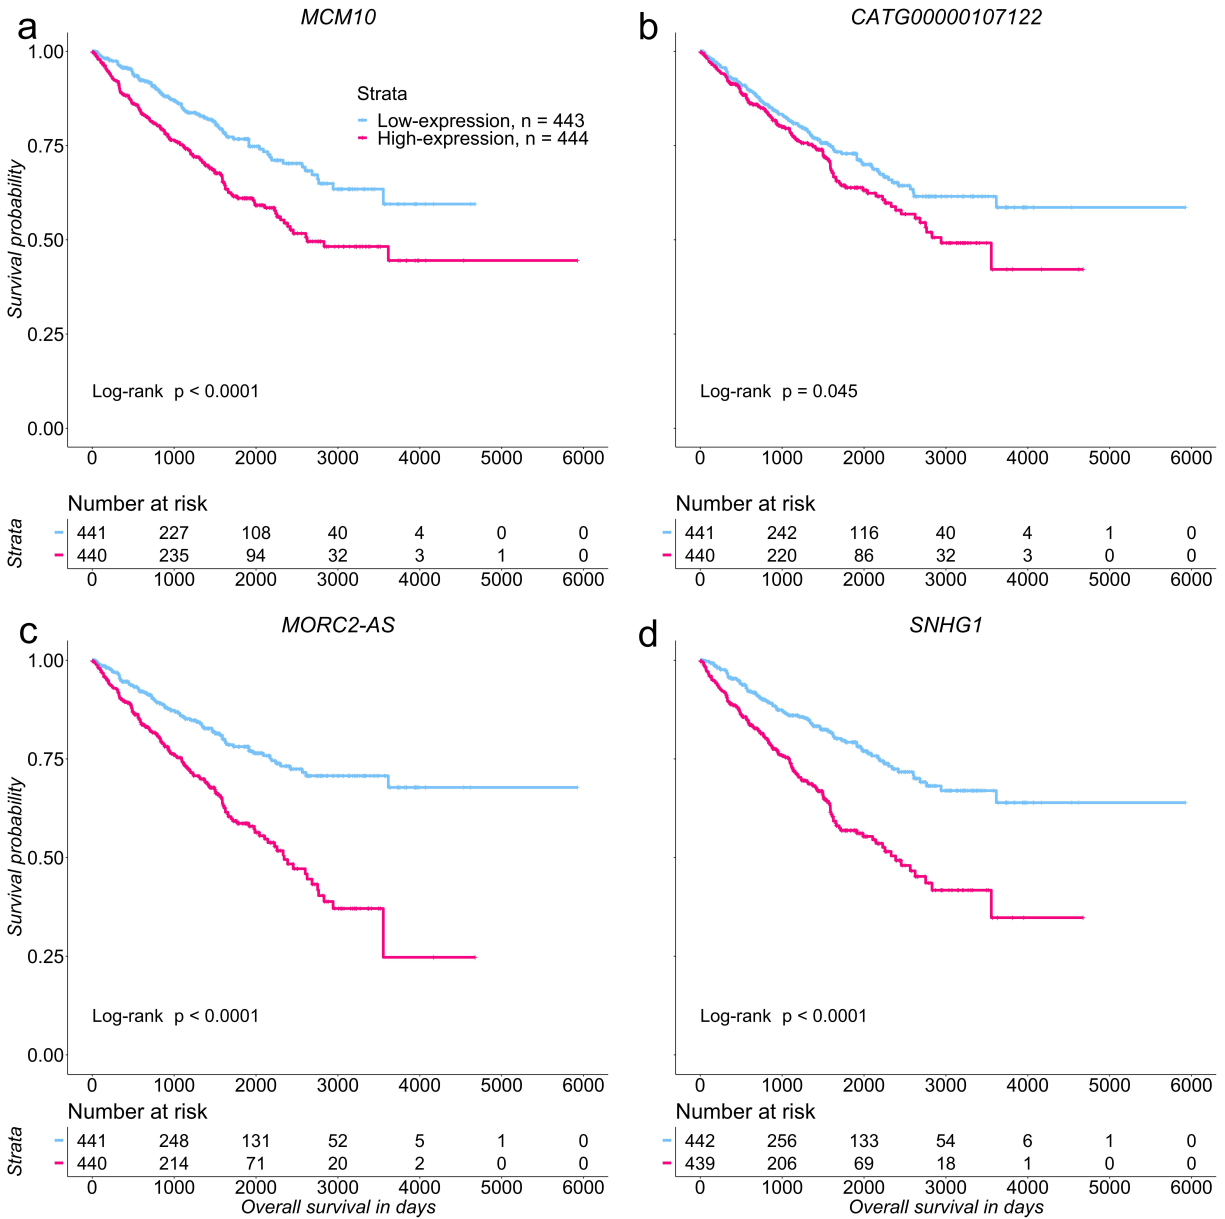 a
MCM10
1.00
0.75
0.50
0.25
0.00
Survival probability
Strata
Low-expression, n = 443
High-expression, n = 444
Log-rank p < 0.0001
0 1000 2000 3000 4000 5000 6000
Number at risk
Strata
441 227 108 40 4 0 0
440 235 94 32 3 1 0
0 1000 2000 3000 4000 5000 6000
b
CATG00000107122
Log-rank p = 0.045
0 1000 2000 3000 4000 5000 6000
Number at risk
441 242 116 40 4 1 0
440 220 86 32 3 0 0
0 1000 2000 3000 4000 5000 6000
c
MORC2-AS
1.00
0.75
0.50
0.25
0.00
Survival probability
Log-rank p < 0.0001
0 1000 2000 3000 4000 5000 6000
Number at risk
Strata
441 248 131 52 5 1 0
440 214 71 20 2 0 0
0 1000 2000 3000 4000 5000 6000
Overall survival in days
d
SNHG1
Log-rank p < 0.0001
0 1000 2000 3000 4000 5000 6000
Number at risk
442 256 133 54 6 1 0
439 206 69 18 1 0 0
0 1000 2000 3000 4000 5000 6000
Overall survival in days